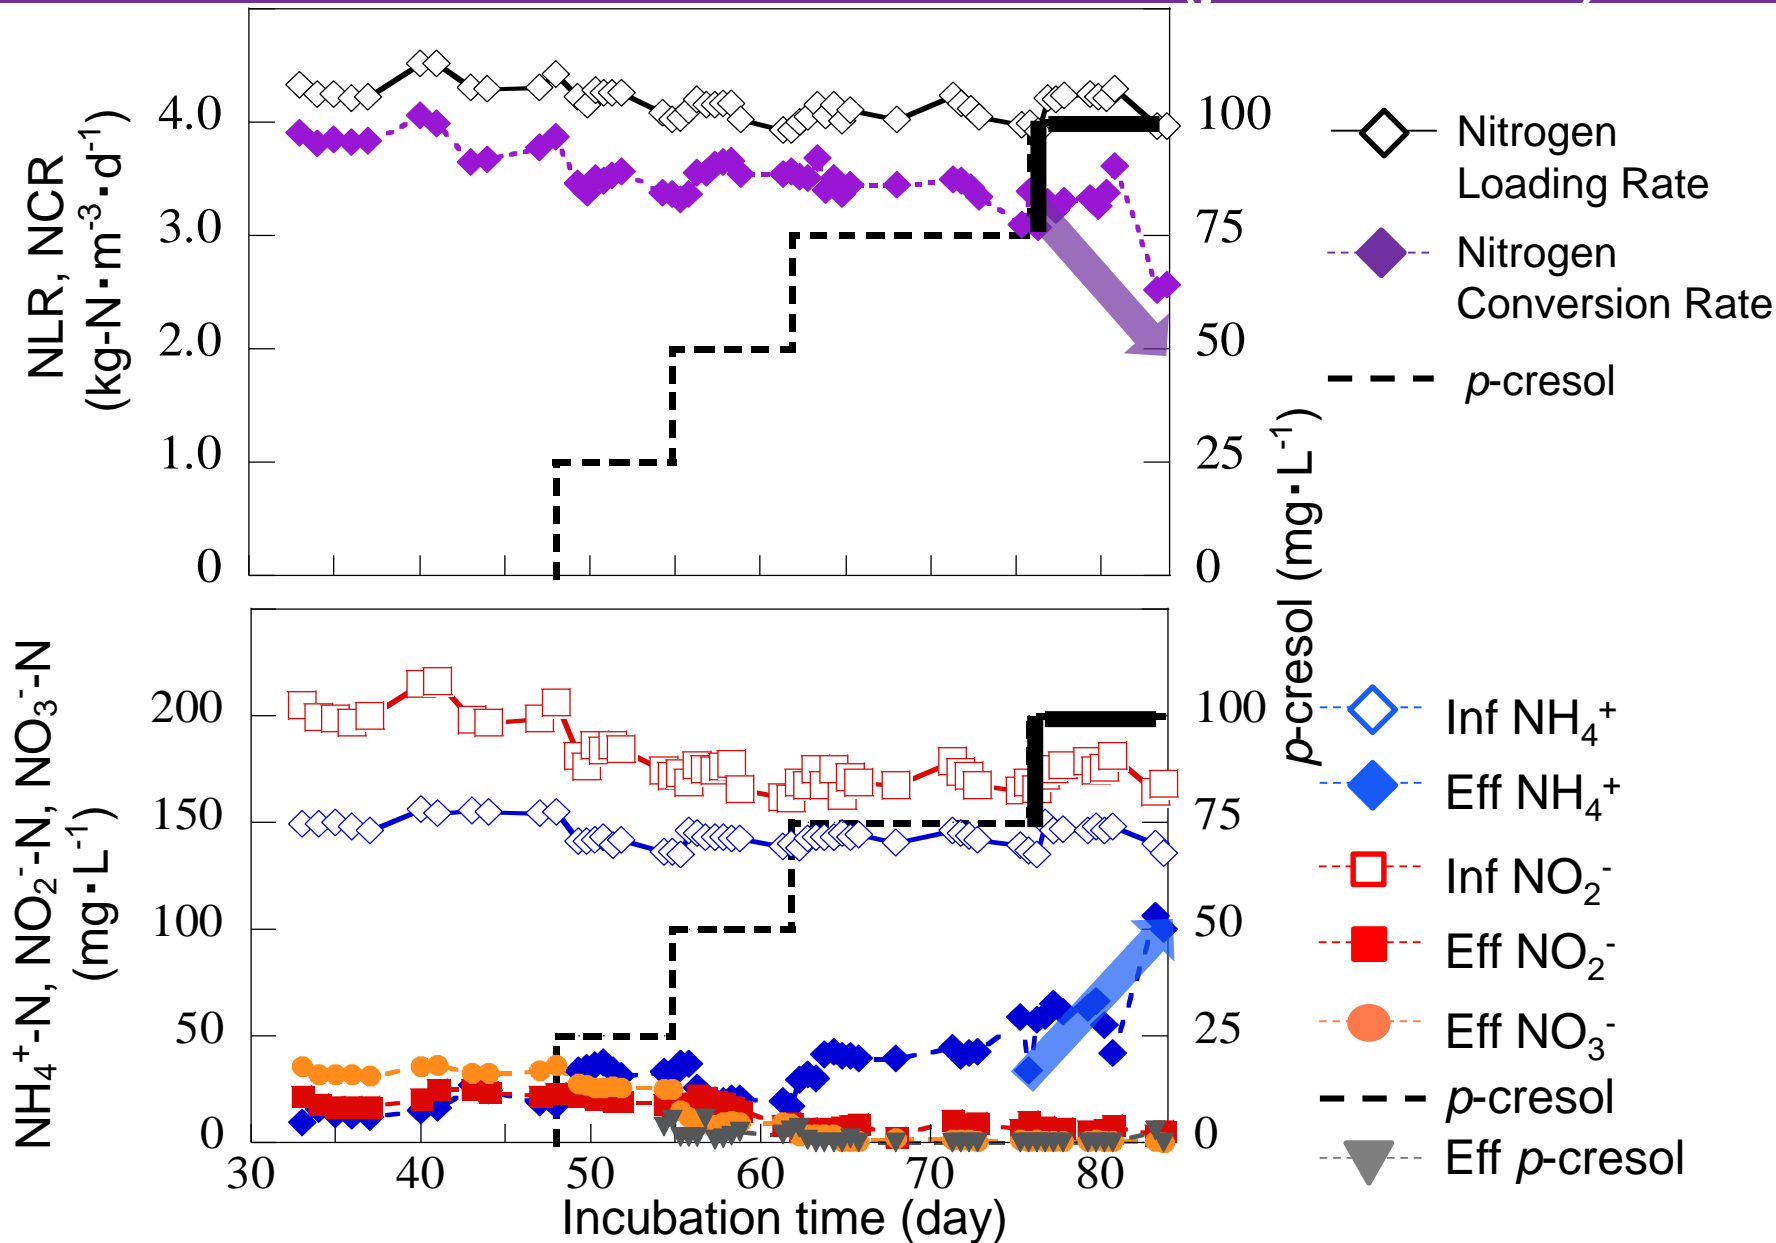 NLR, NCR
(kg-N･m-3･d-1)
4.0
3.0
2.0
1.0
0
100
75
50
25
0
p-cresol (mg･L-1)
Nitrogen
Loading Rate
Nitrogen
Conversion Rate
p-cresol
NH4+-N, NO2--N, NO3--N
(mg･L-1)
200
150
100
50
0
100
75
50
25
0
30
40
50
60
70
80
Incubation time (day)
Inf NH4+
Eff NH4+
Inf NO2-
Eff NO2-
Eff NO3-
p-cresol
Eff p-cresol